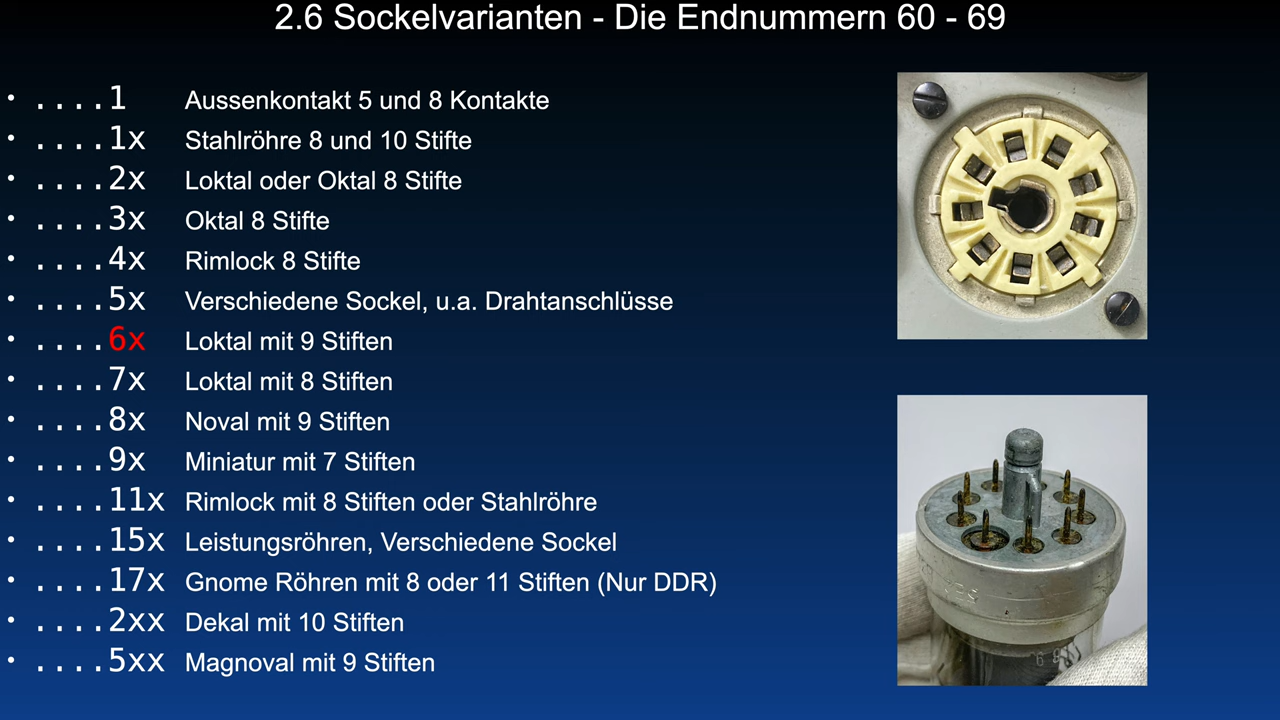 2.6 Sockelvarianten - Die Endnummern 60 - 69
• ....1 Aussenkontakt 5 und 8 Kontakte
• ....1x Stahlröhre 8 und 10 Stifte
• ....2x Loktal oder Oktal 8 Stifte
• ....3x Oktal 8 Stifte
• ....4x Rimlock 8 Stifte
• ....5x Verschiedene Sockel, u.a. Drahtanschlüsse
• ....6x Loktal mit 9 Stiften
• ....7x Loktal mit 8 Stiften
• ....8x Noval mit 9 Stiften
• ....9x Miniatur mit 7 Stiften
• ....11x Rimlock mit 8 Stiften oder Stahlröhre
• ....15x Leistungsröhren, Verschiedene Sockel
• ....17x Gnome Röhren mit 8 oder 11 Stiften (Nur DDR)
• ....2xx Dekal mit 10 Stiften
• ....5xx Magnoval mit 9 Stiften